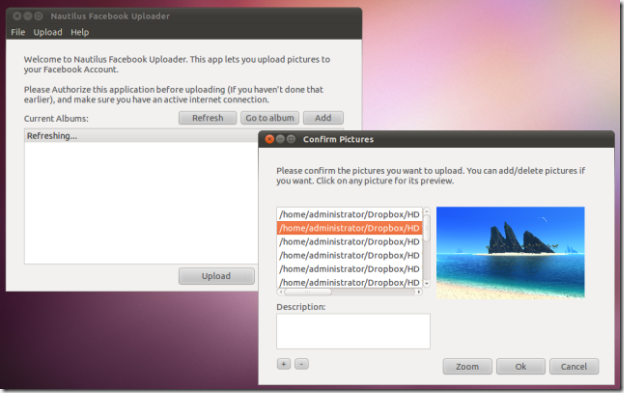 Nautilus Facebook Uploader
File Upload Help
Welcome to Nautilus Facebook Uploader. This app lets you upload pictures to
your Facebook Account.
Please Authorize this application before uploading (If you haven't done that
earlier), and make sure you have an active internet connection.
Current Albums:
Refresh
Go to album
Add
Refreshing...
Upload
Confirm Pictures
Please confirm the pictures you want to upload. You can add/delete pictures if
you want. Click on any picture for its preview.
/home/administrator/Dropbox/HD
/home/administrator/Dropbox/HD
/home/administrator/Dropbox/HD
/home/administrator/Dropbox/HD
/home/administrator/Dropbox/HD
/home/administrator/Dropbox/HD
Description:
+
-
Zoom
Ok
Cancel